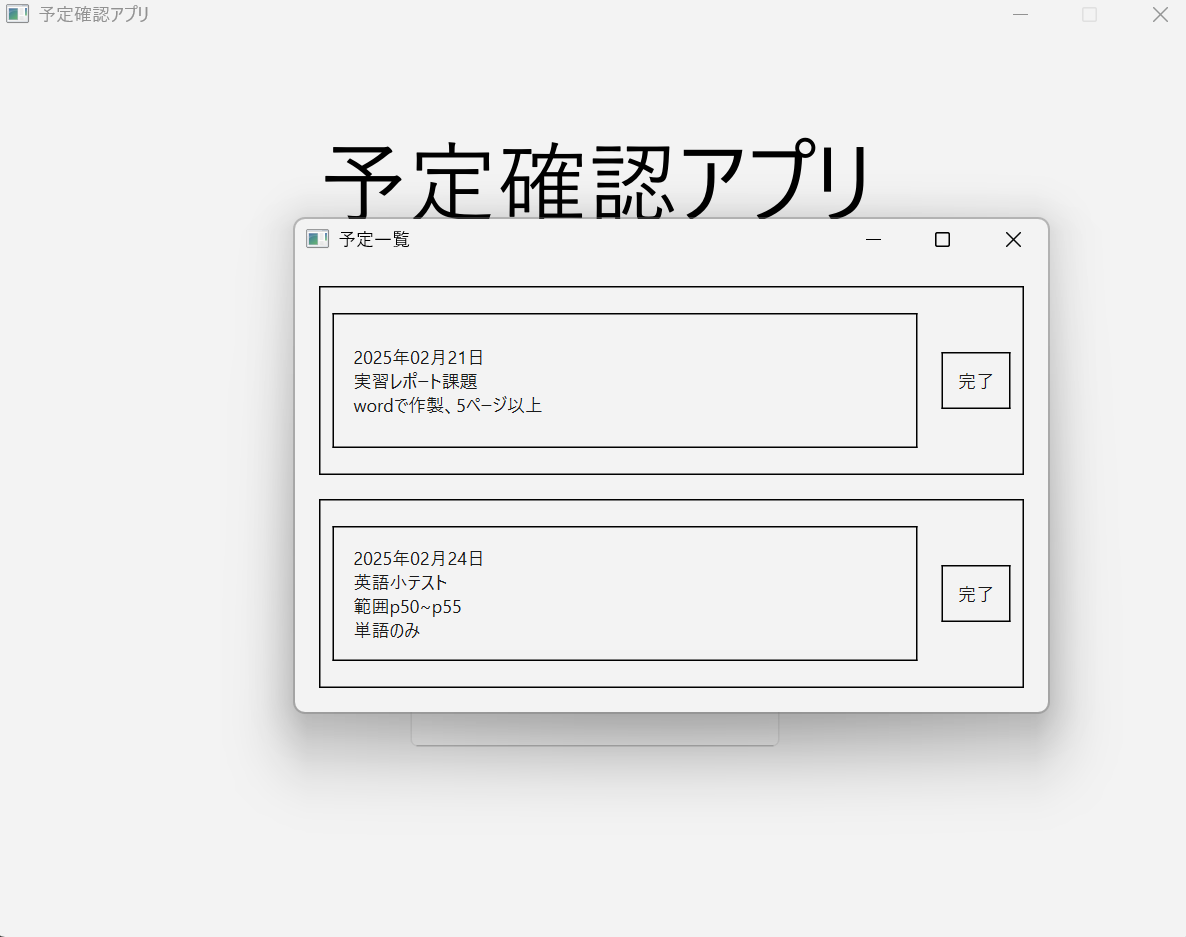 予定確認アプリ
予定確認アプリ
予定一覧
2025年02月21日
実習レポート課題
wordで作製、5ページ以上
完了
2025年02月24日
英語小テスト
範囲p50~p55
単語のみ
完了